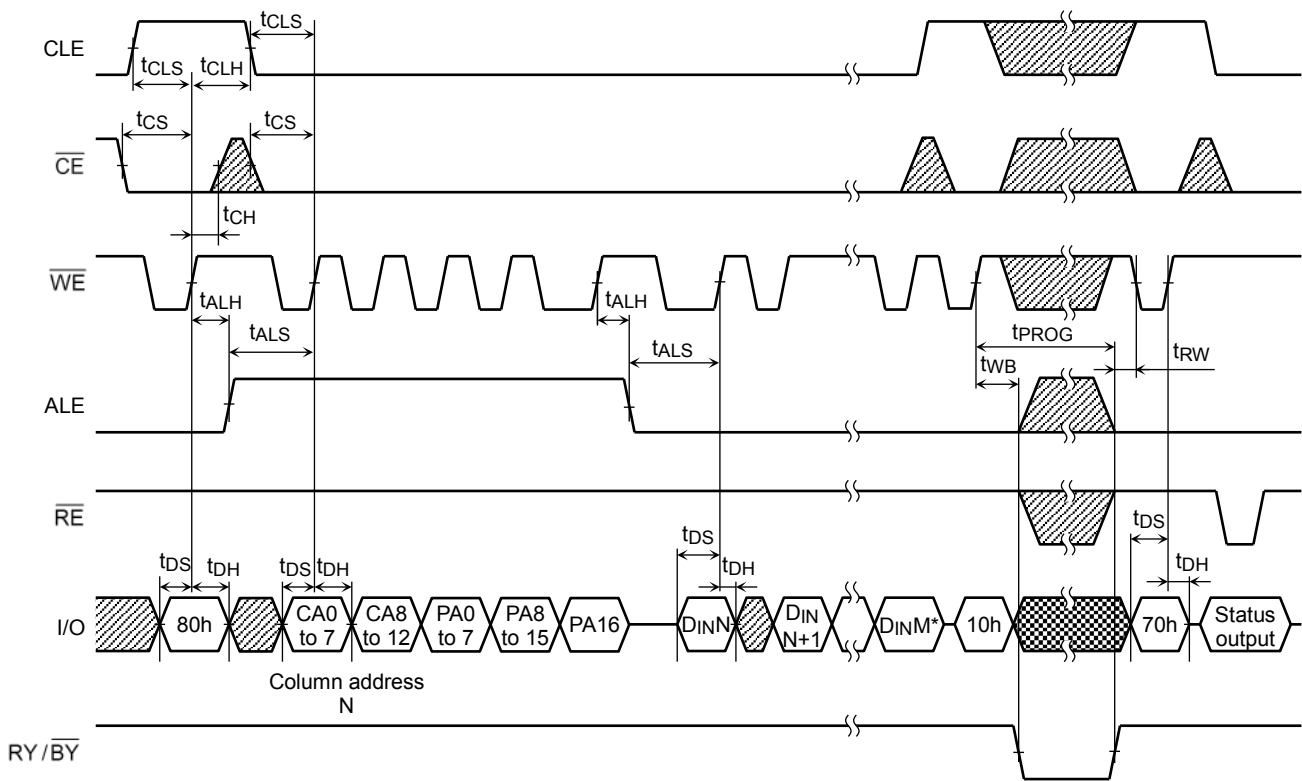 CLE
tCLS
tCLS
tCLH
CE
tCS
tCS
tCH
WE
tALH
tALS
tALH
tALS
tPROG
tWB
tRW
ALE
RE
tDS
tDH
tDS
tDH
tDS
tDH
tDS
tDH
I/O
80h
CA0
to 7
CA8
to 12
PA0
to 7
PA8
to 15
PA16
DINN
DIN
N+1
DINM*
10h
70h
Status
output
Column address
N
RY/BY